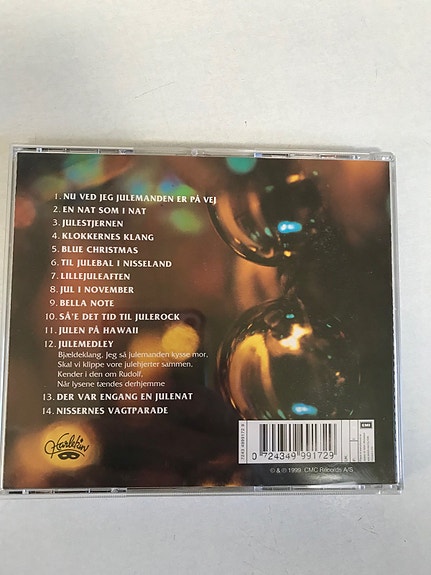 1. NU VED JEG JULEMANDEN ER PÅ VEJ
2. EN NAT SOM I NAT
3. JULESTJERNEN
4. KLOKKERNES KLANG
5. BLUE CHRISTMAS
6. TIL JULEBAL I NISSELAND
7. LILLEJULEAFTEN
8. JUL I NOVEMBER
9. BELLA NOTE
10. SÅ'E DET TID TIL JULEROCK
11. JULEN PÅ HAWAII
12. JULEMEDLEY
Bjældeklang, Jeg så julemanden kysse mor,
Skal vi klippe vore julehjerter sammen,
Kender i den om Rudolf,
Når lysene tændes derhjemme
13. DER VAR ENGANG EN JULENAT
14. NISSERNES VAGTPARADE
Harlekin
EMI
0 724349 991729
© & ℗ 1999. CMC Records A/S